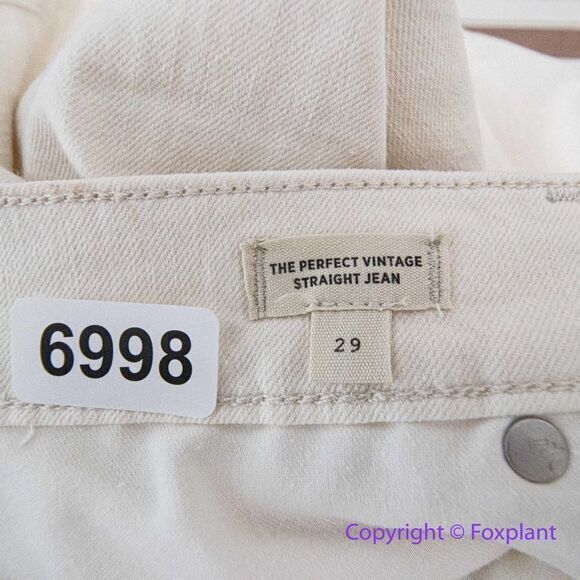 THE PERFECT VINTAGE
STRAIGHT JEAN
29
6998
Copyright © Foxplant